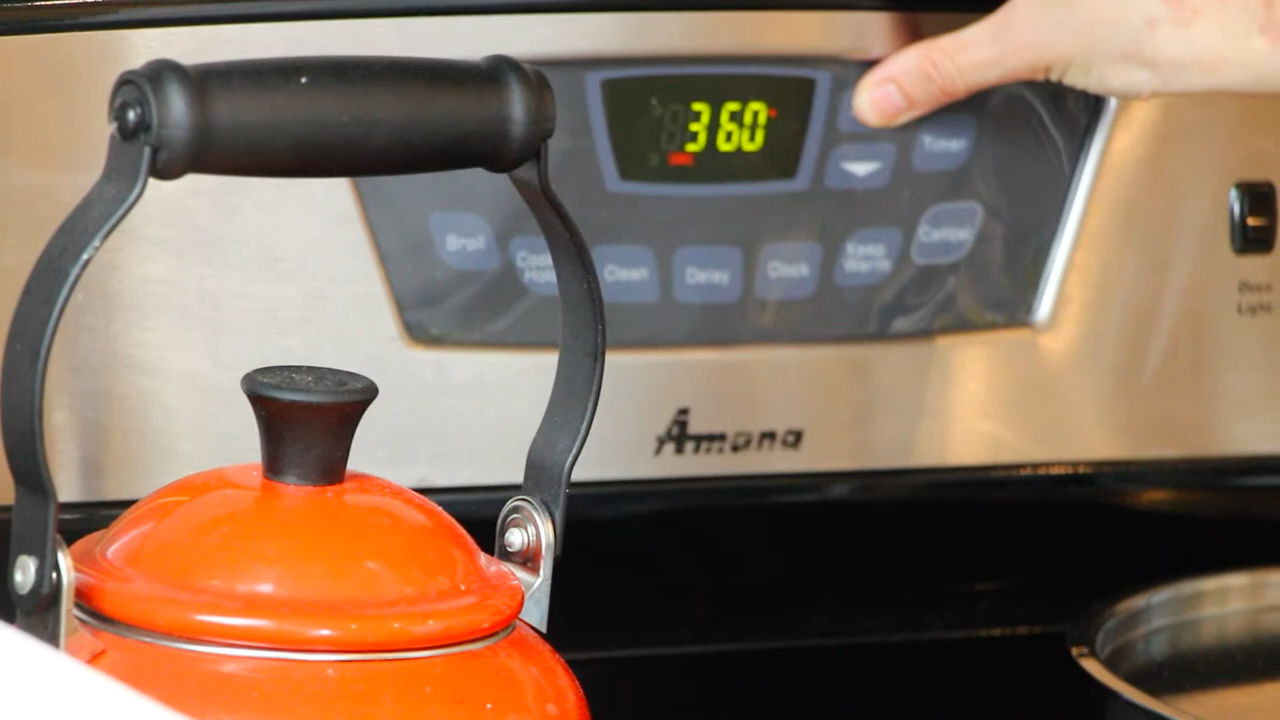 360°
Timer
Broil
Cook
Hold
Clean
Delay
Clock
Keep
Warm
Cancel
Oven
Light
Amana